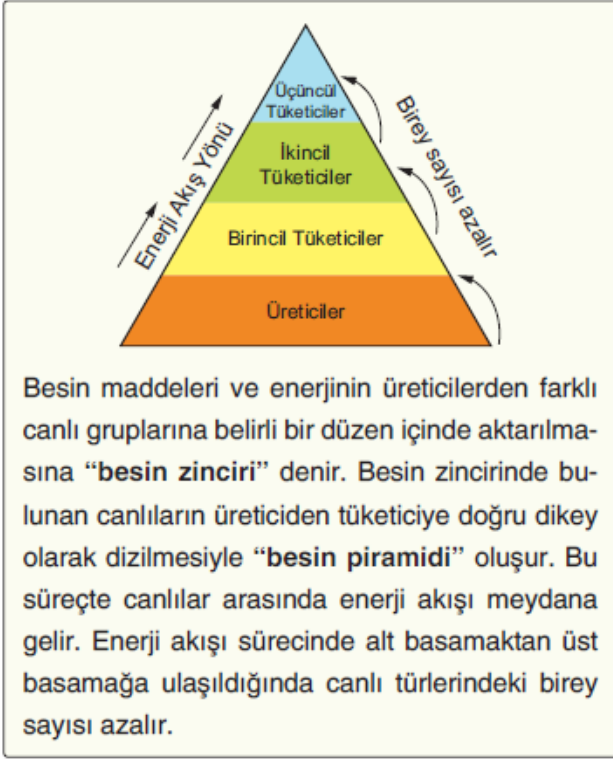 Üçüncül
Tüketiciler
İkincil
Tüketiciler
Birincil Tüketiciler
Üreticiler
Enerji Akış Yönü
Birey sayısı azalır
Besin maddeleri ve enerjinin üreticilerden farklı
canlı gruplarına belirli bir düzen içinde aktarılma-
sına “besin zinciri” denir. Besin zincirinde bu-
lunan canlıların üreticiden tüketiciye doğru dikey
olarak dizilmesiyle “besin piramidi” oluşur. Bu
süreçte canlılar arasında enerji akışı meydana
gelir. Enerji akışı sürecinde alt basamaktan üst
basamağa ulaşıldığında canlı türlerindeki birey
sayısı azalır.